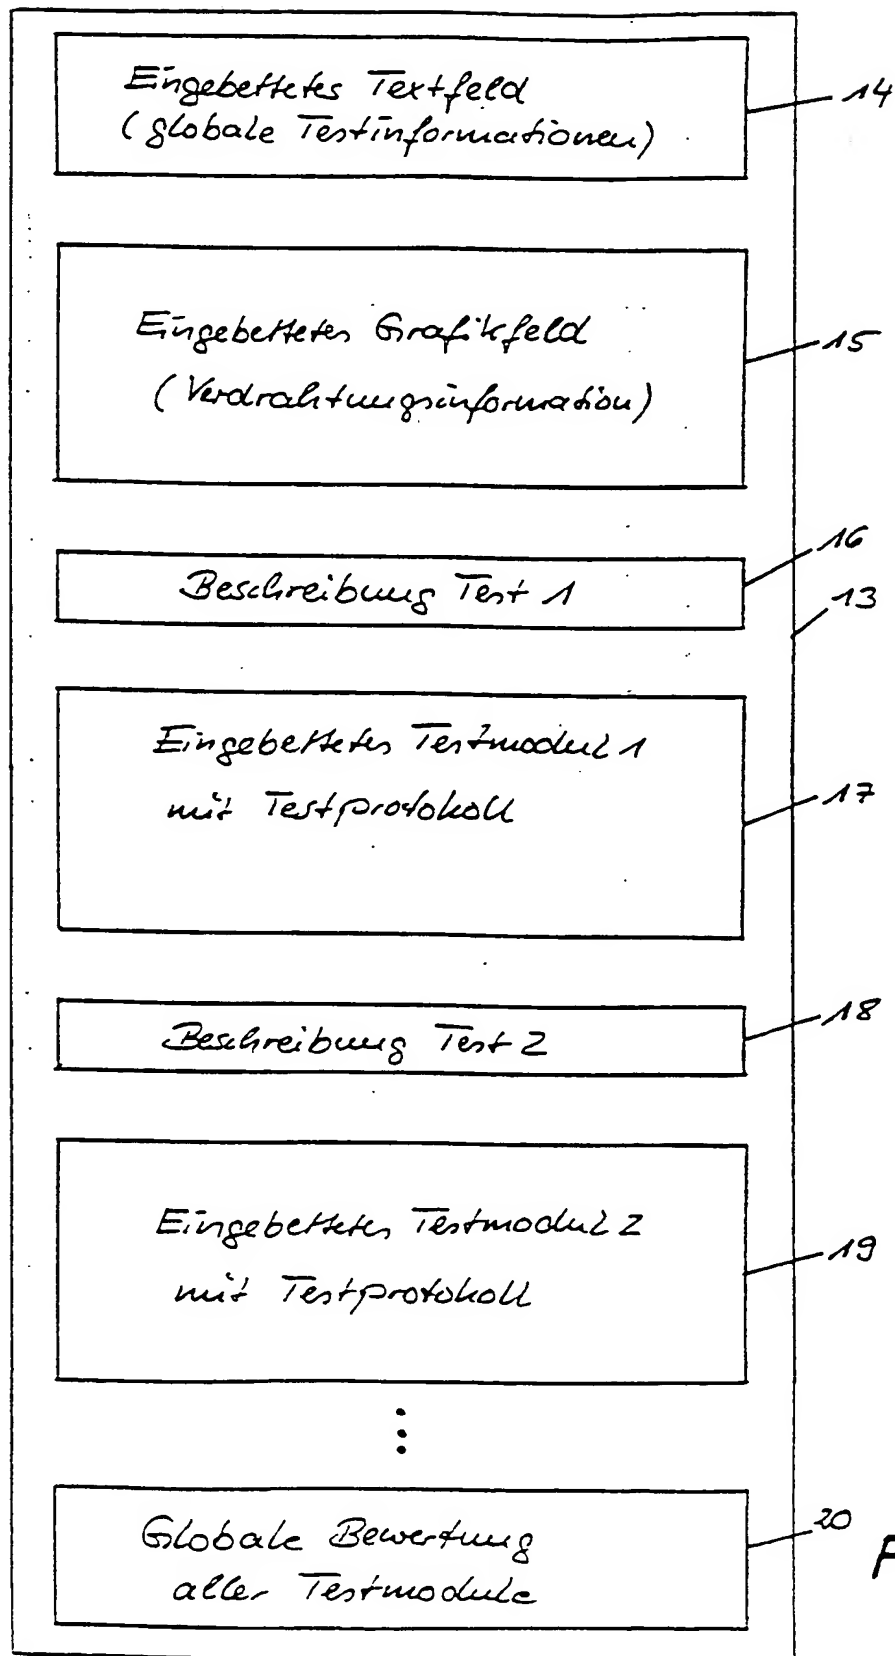 Eingebettetes Textfeld
(globale Testinformationen)
14
Eingebettetes Grafikfeld
(Verdrahtungsinformation)
15
16
Beschreibung Test 1
13
Eingebettetes Testmodul 1
mit Testprotokoll
17
18
Beschreibung Test 2
Eingebettetes Testmodul 2
mit Testprotokoll
19
Globale Bewertung
aller Testmodule
20
F